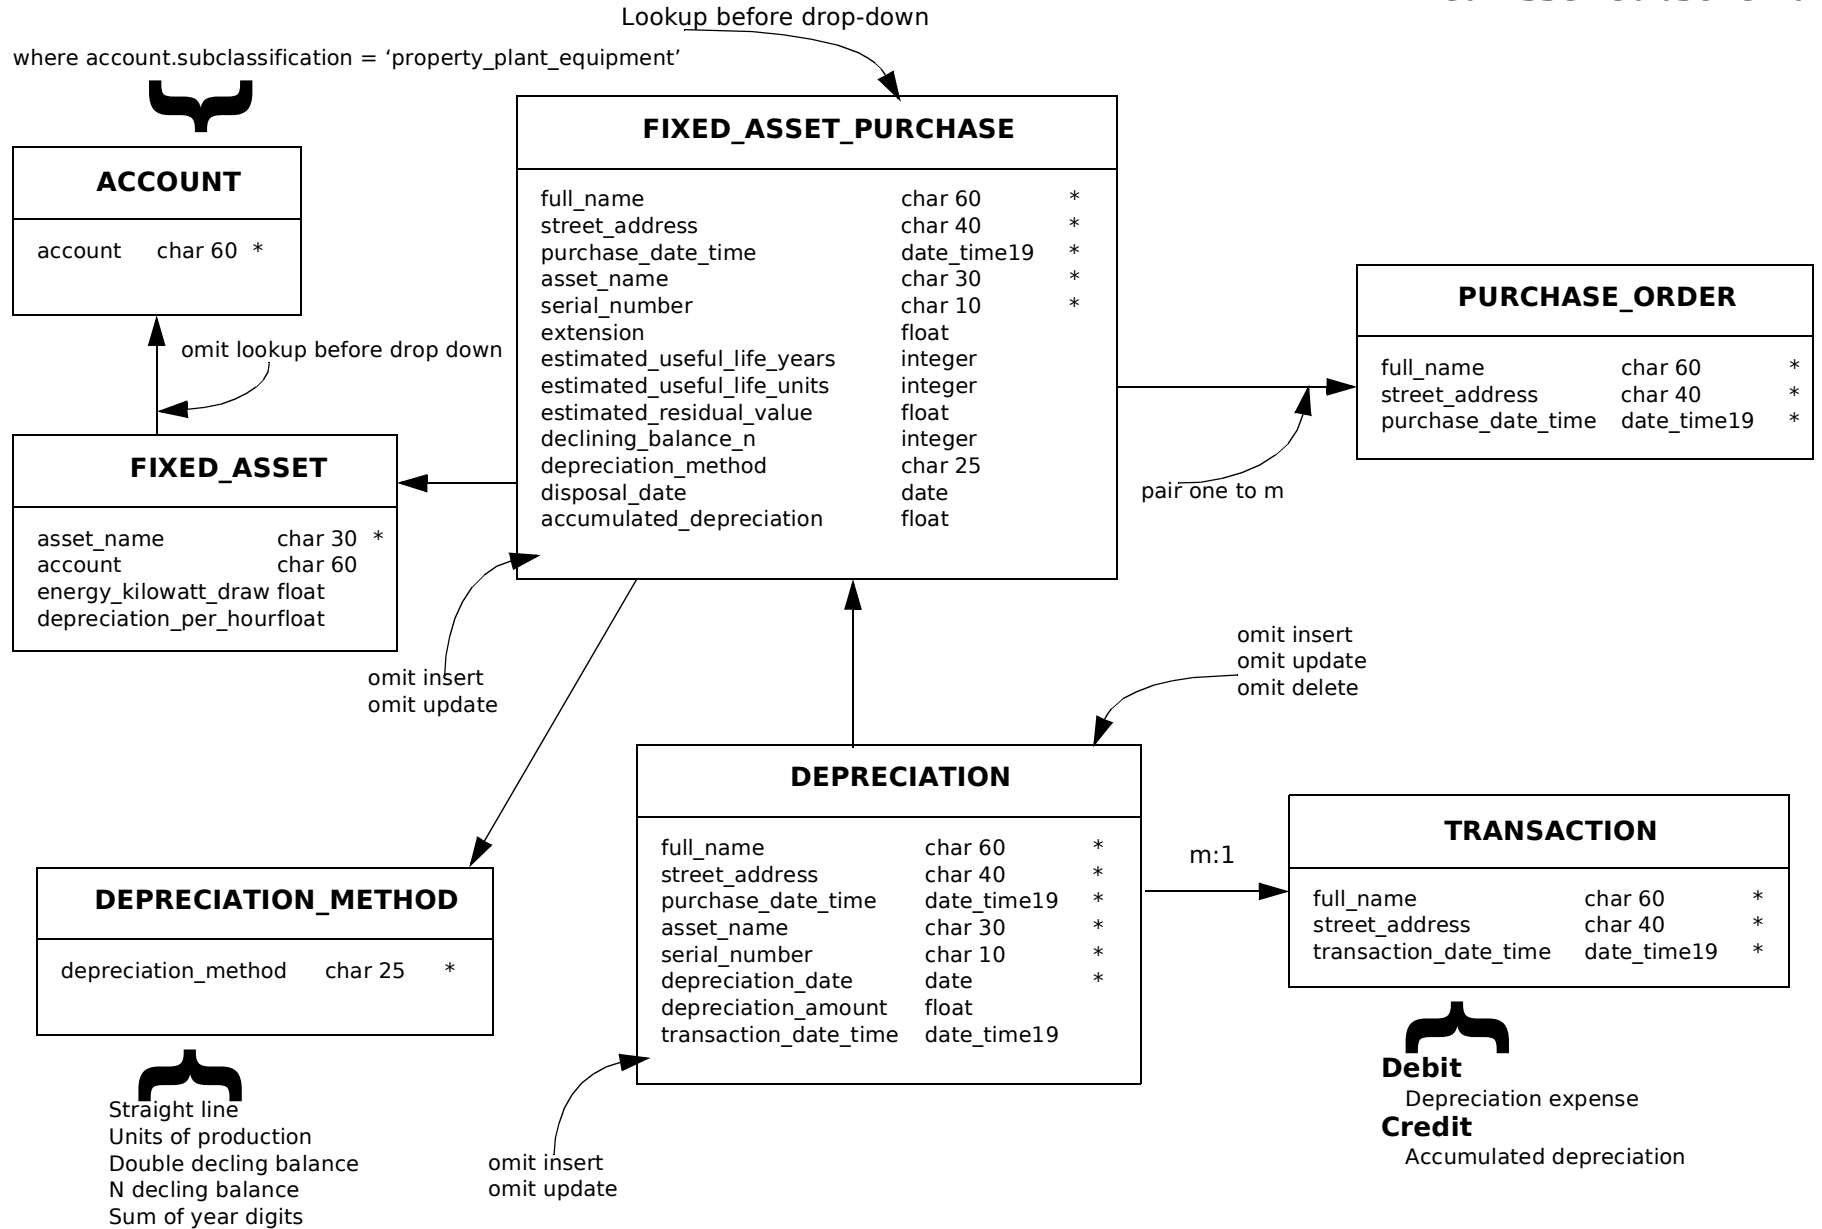 Lookup before drop-down
where account.subclassification = ‘property_plant_equipment’
ACCOUNT
account char 60 *
omit lookup before drop down
FIXED_ASSET
asset_name char 30 *
account char 60
energy_kilowatt_draw float
depreciation_per_hourfloat
FIXED_ASSET_PURCHASE
full_name char 60 *
street_address char 40 *
purchase_date_time date_time19 *
asset_name char 30 *
serial_number char 10 *
extension float
estimated_useful_life_years integer
estimated_useful_life_units integer
estimated_residual_value float
declining_balance_n integer
depreciation_method char 25
disposal_date date
accumulated_depreciation float
PURCHASE_ORDER
full_name char 60 *
street_address char 40 *
purchase_date_time date_time19 *
pair one to m
omit insert
omit update
omit insert
omit update
omit delete
DEPRECIATION
full_name char 60 *
street_address char 40 *
purchase_date_time date_time19 *
asset_name char 30 *
serial_number char 10 *
depreciation_date date *
depreciation_amount float
transaction_date_time date_time19
m:1
TRANSACTION
full_name char 60 *
street_address char 40 *
transaction_date_time date_time19 *
Debit
Depreciation expense
Credit
Accumulated depreciation
DEPRECIATION_METHOD
depreciation_method char 25 *
Straight line
Units of production
Double decling balance
N decling balance
Sum of year digits
omit insert
omit update